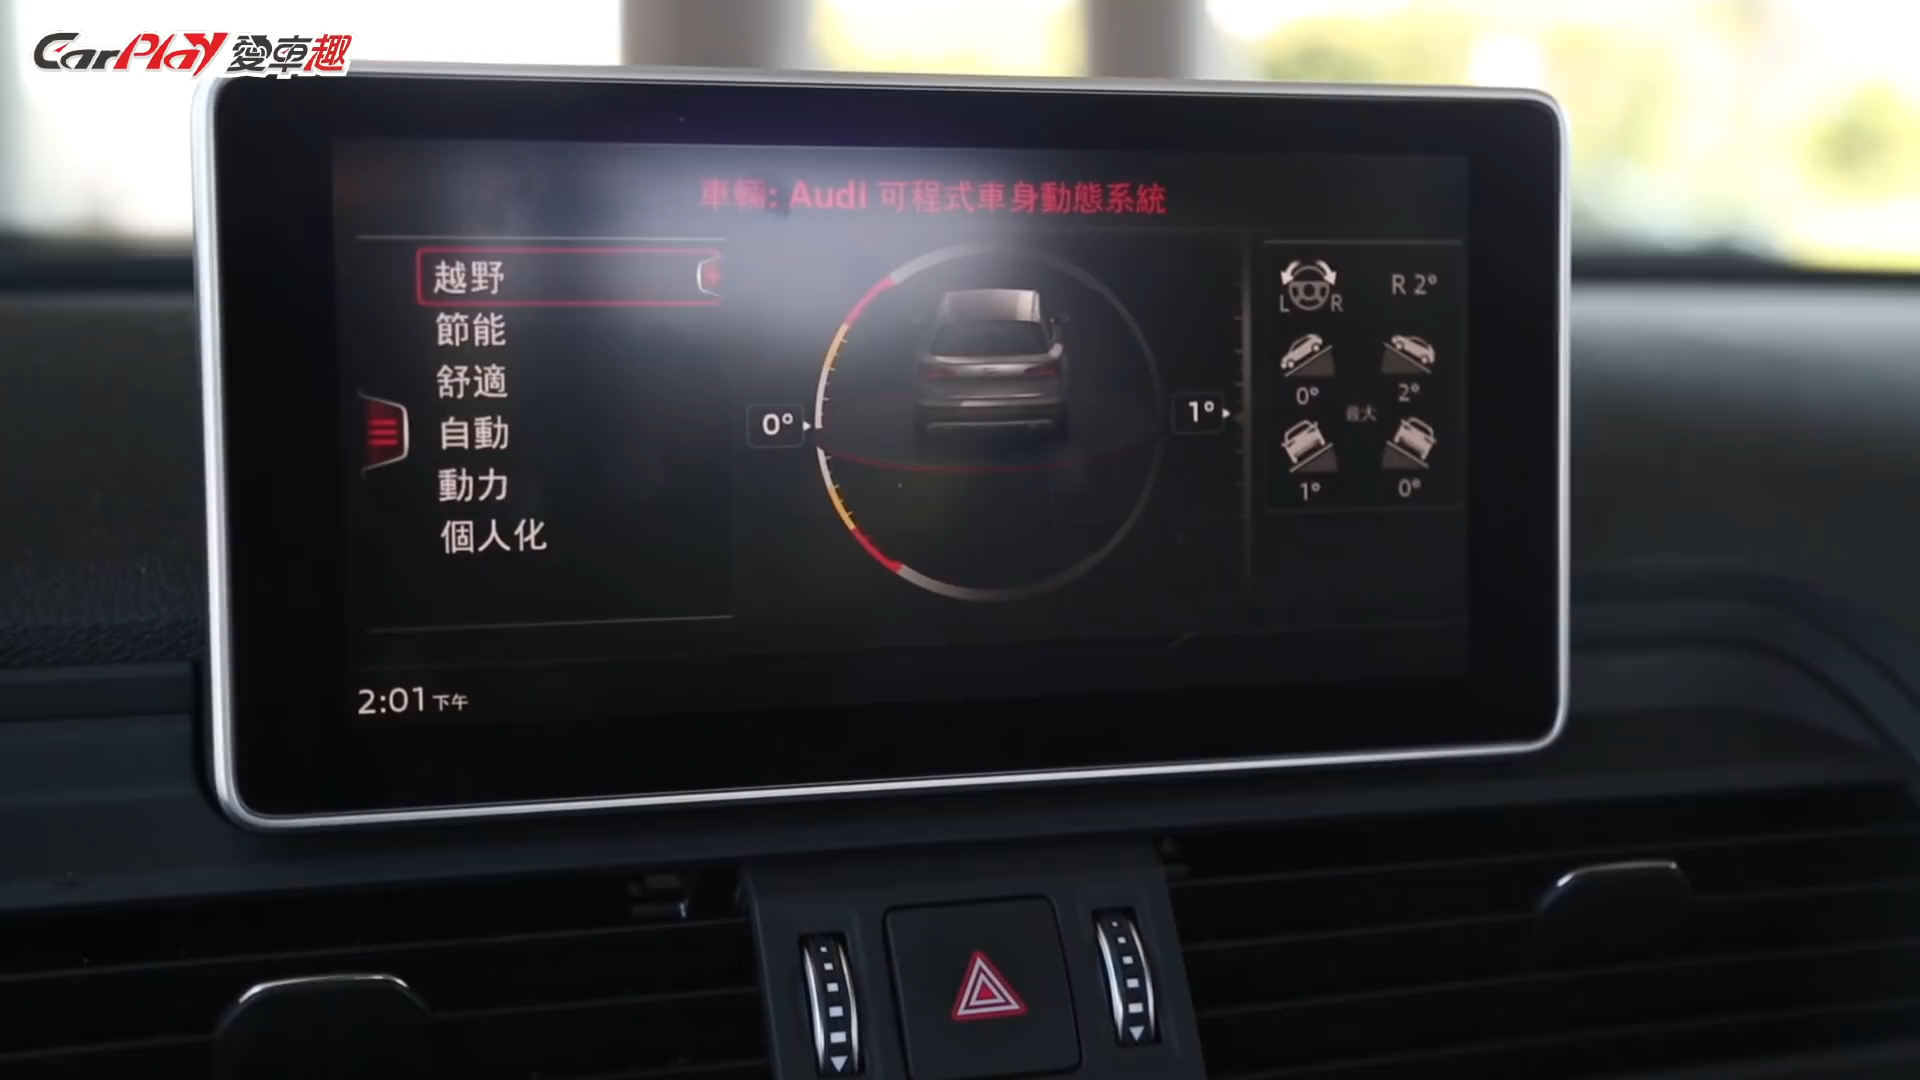 CarPlay 愛車趣
車輛: Audi 可程式車身動態系統
越野
節能
舒適
自動
動力
個人化
0°
1°
L R R 2°
0° 最大 2°
1° 0°
2:01 下午